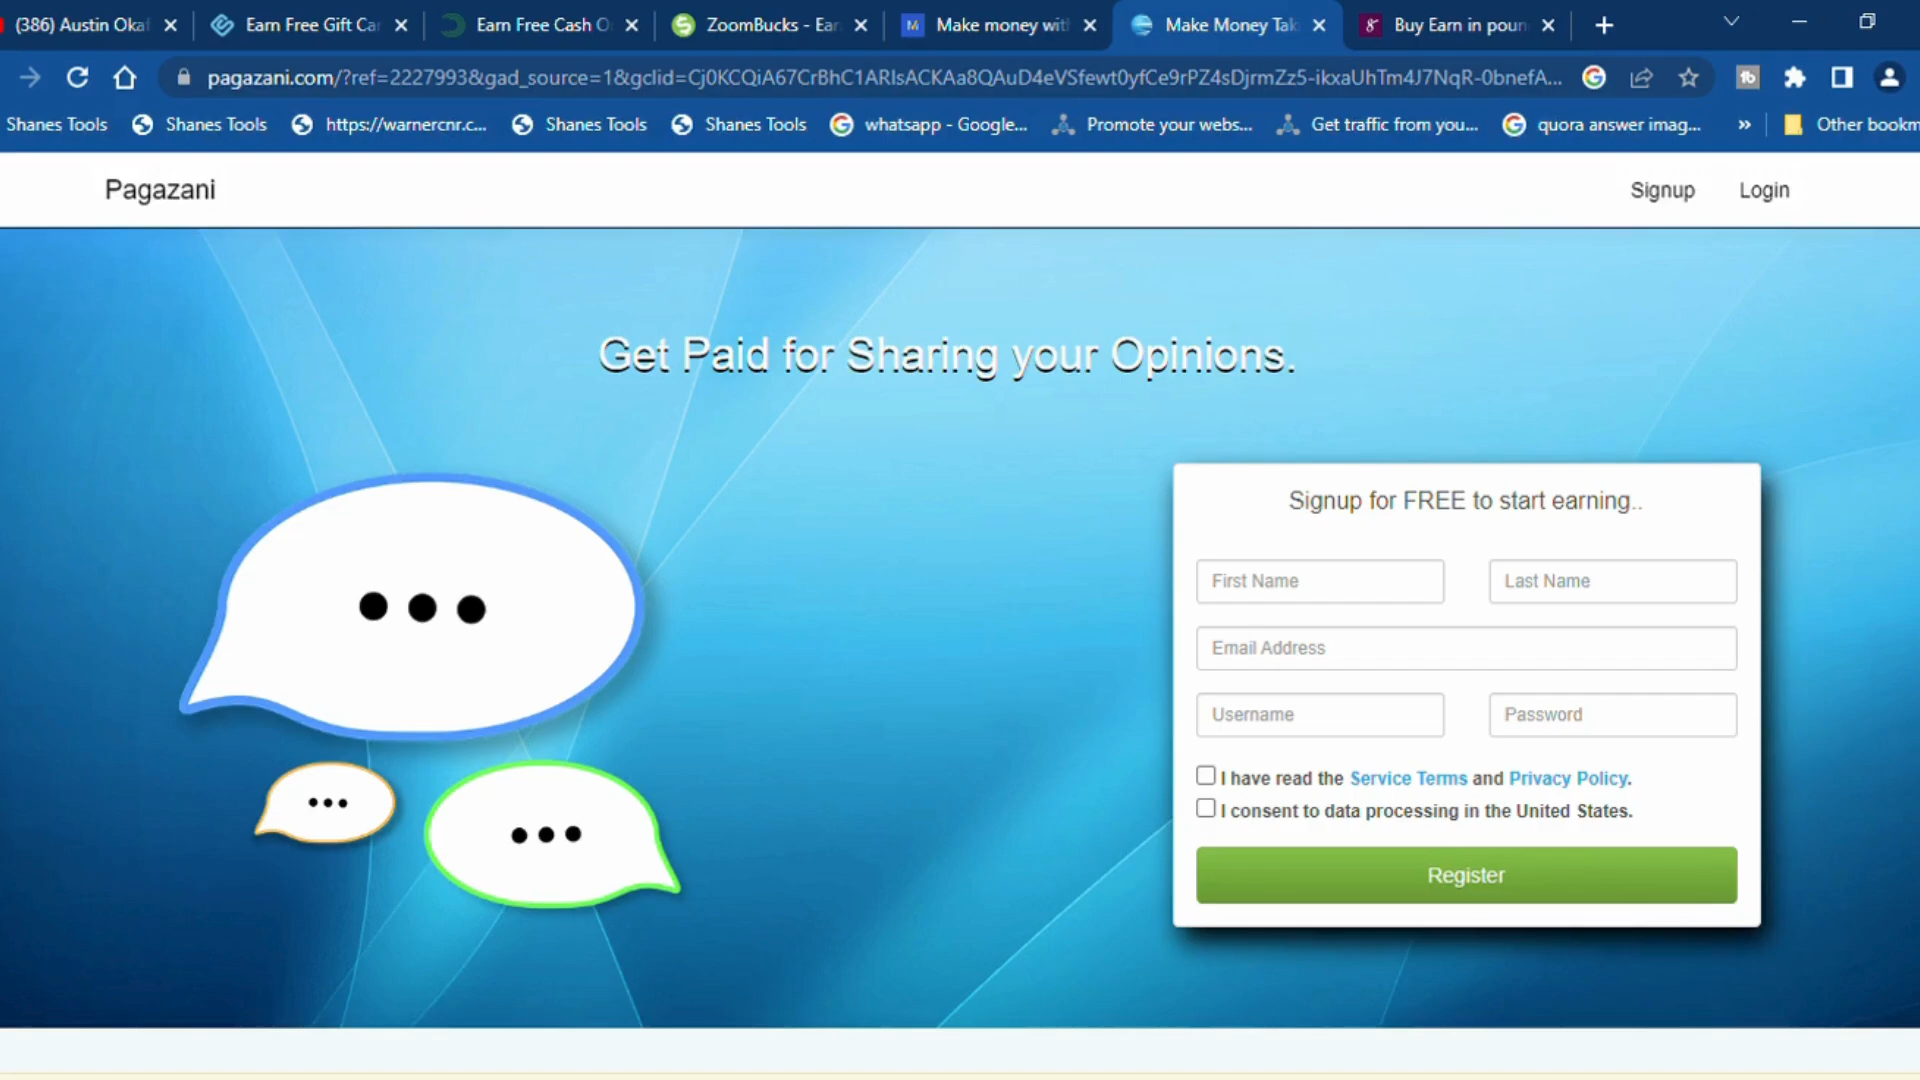 (386) Austin Oka
Earn Free Gift Ca
Earn Free Cash O
ZoomBucks - Ear
Make money wit
Make Money Tak
Buy Earn in poun
pagazani.com/?ref=2227993&gad_source=1&gclid=Cj0KCQiA67CrBhC1ARIsACKAa8QAuD4eVSfewt0yfCe9rPZ4sDjrmZz5-ikxaUhTm4J7NqR-0bnefA...
Shanes Tools
Shanes Tools
https://warnercnr.c...
Shanes Tools
Shanes Tools
whatsapp - Google...
Promote your webs...
Get traffic from you...
quora answer imag...
»
Other bookm
Pagazani
Signup
Login
Get Paid for Sharing your Opinions.
Signup for FREE to start earning..
First Name
Last Name
Email Address
Username
Password
I have read the Service Terms and Privacy Policy.
I consent to data processing in the United States.
Register